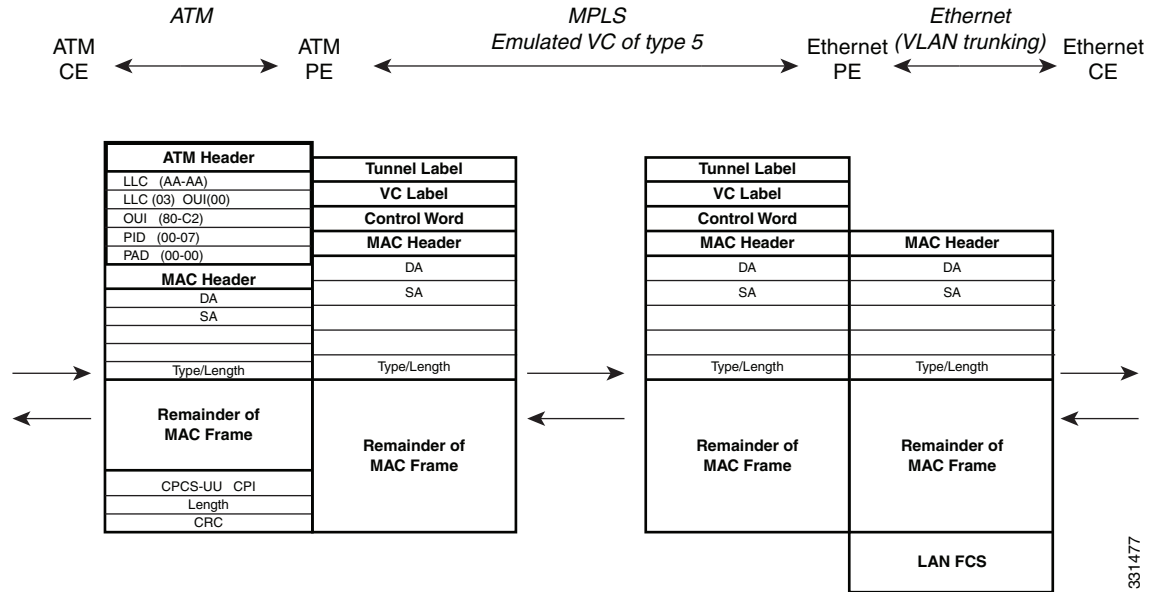 ATM
MPLS
Emulated VC of type 5
Ethernet
(VLAN trunking)
ATM
CE
ATM
PE
Ethernet
PE
Ethernet
CE
ATM Header
LLC (AA-AA)
LLC (03) OUI(00)
OUI (80-C2)
PID (00-07)
PAD (00-00)
MAC Header
DA
SA
Type/Length
Remainder of
MAC Frame
CPCS-UU CPI
Length
CRC
Tunnel Label
VC Label
Control Word
MAC Header
DA
SA
Type/Length
Remainder of
MAC Frame
Tunnel Label
VC Label
Control Word
MAC Header
DA
SA
Type/Length
Remainder of
MAC Frame
MAC Header
DA
SA
Type/Length
Remainder of
MAC Frame
LAN FCS
331477